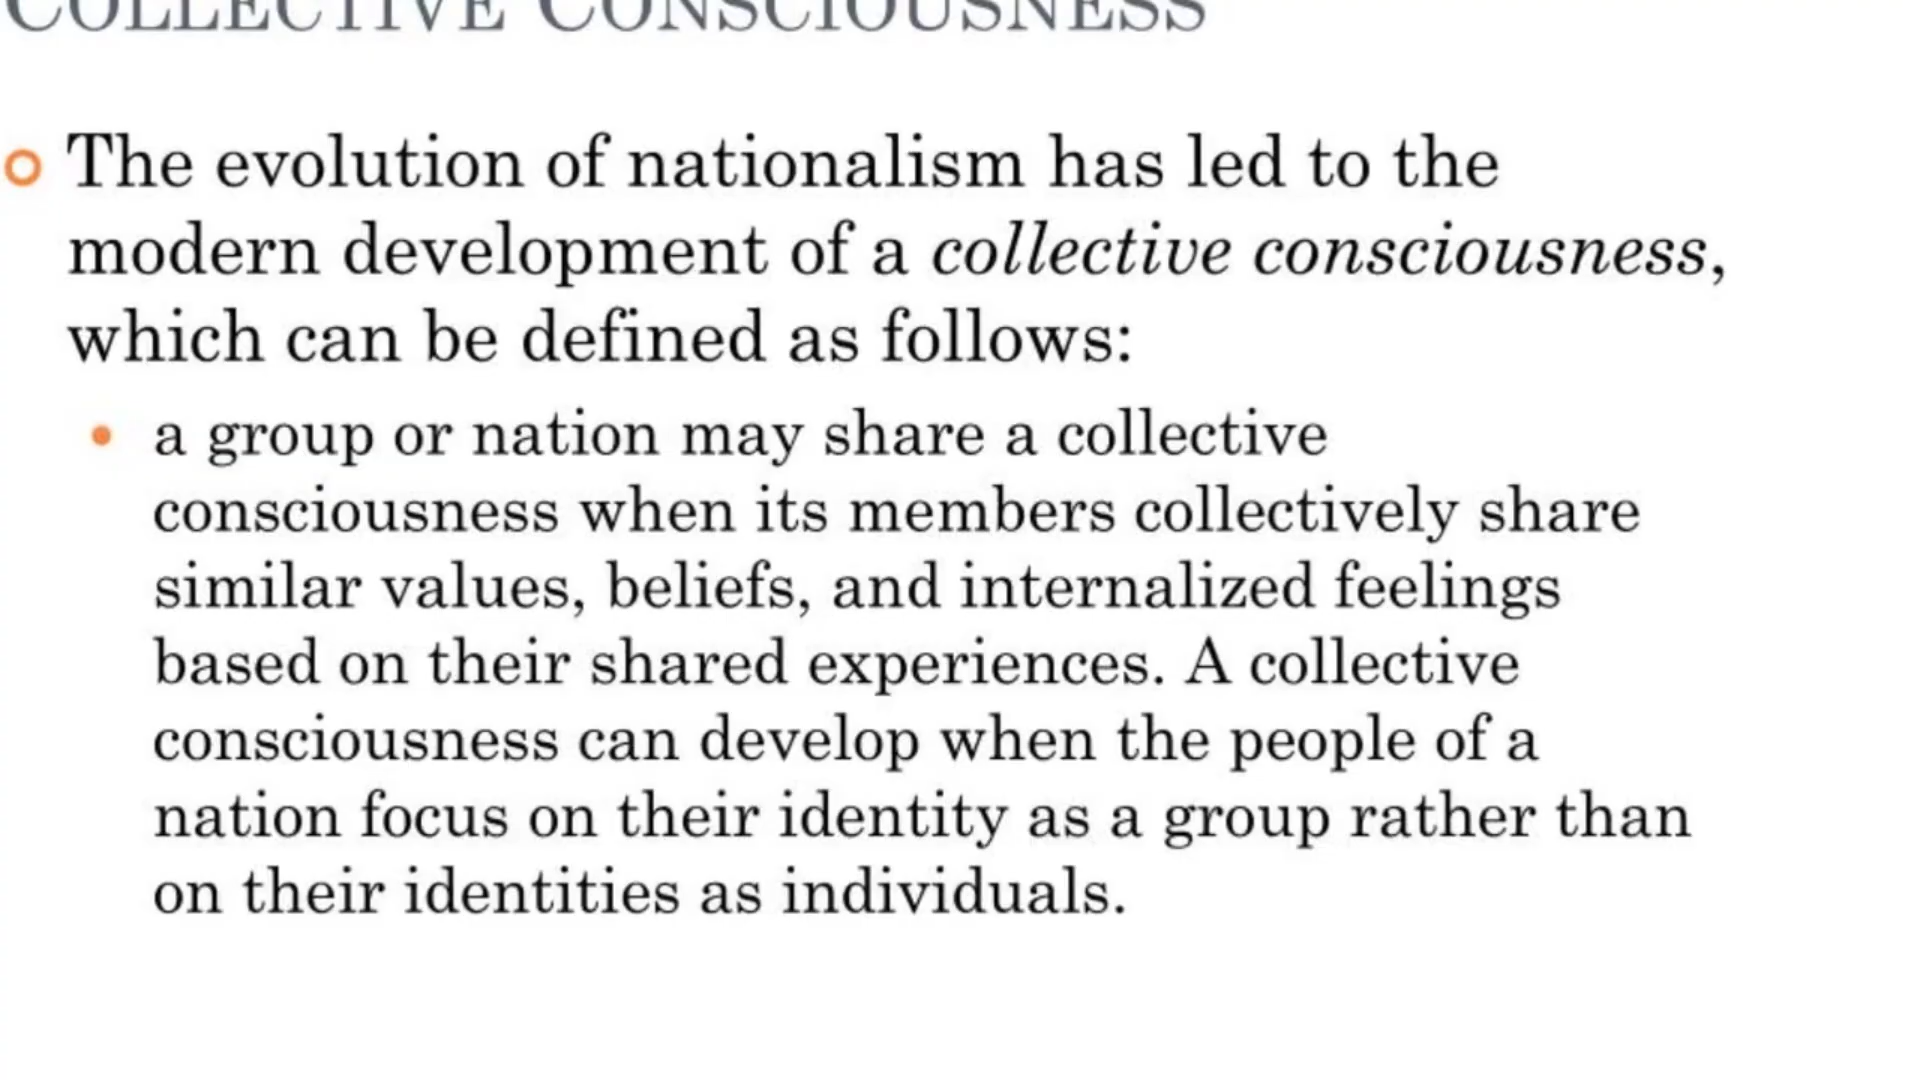 COLLECTIVE CONSCIOUSNESS
The evolution of nationalism has led to the
modern development of a collective consciousness,
which can be defined as follows:
a group or nation may share a collective
consciousness when its members collectively share
similar values, beliefs, and internalized feelings
based on their shared experiences. A collective
consciousness can develop when the people of a
nation focus on their identity as a group rather than
on their identities as individuals.